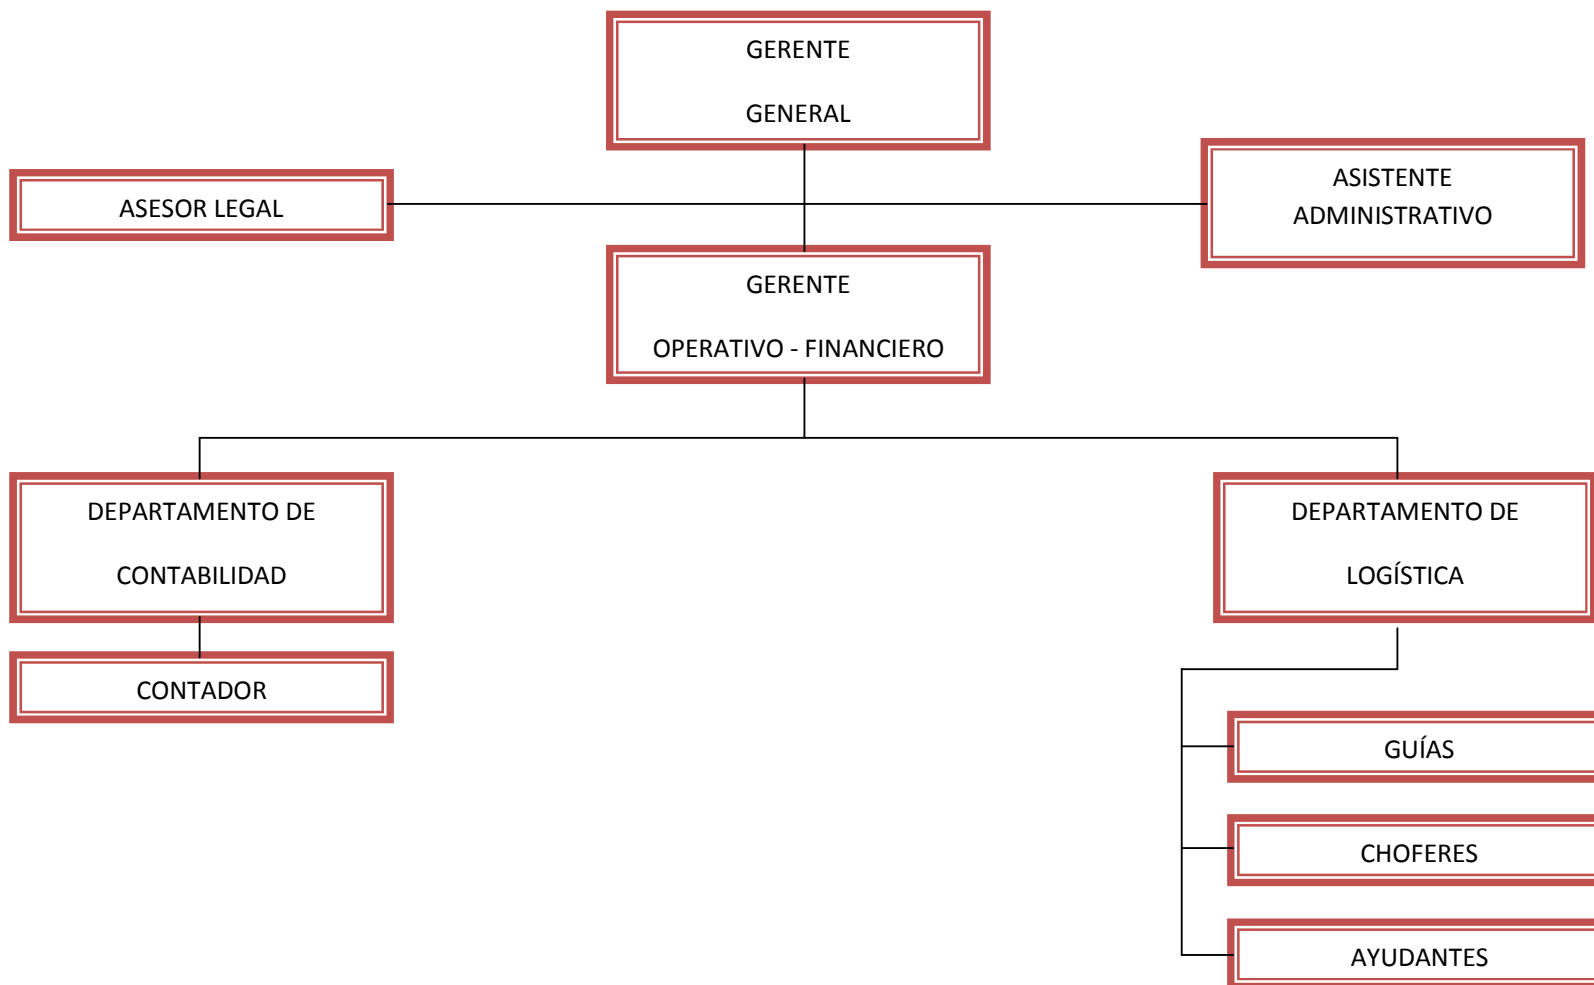 GERENTE
GENERAL
ASESOR LEGAL
ASISTENTE
ADMINISTRATIVO
GERENTE
OPERATIVO - FINANCIERO
DEPARTAMENTO DE
CONTABILIDAD
DEPARTAMENTO DE
LOGÍSTICA
CONTADOR
GUÍAS
CHOFERES
AYUDANTES